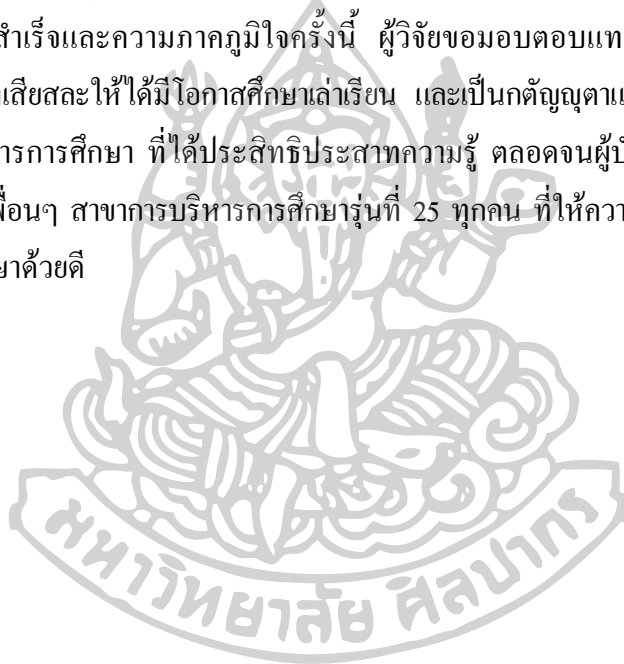 สำเร็จและความภาคภูมิใจครั้งนี้ ผู้วิจัยขอมอบตอบแท
เสียสละให้ได้มีโอกาสศึกษาเล่าเรียน และเป็นกตัญญุตาแ
ารการศึกษา ที่ได้ประสิทธิประสาทความรู้ ตลอดจนผู้บั
พื่อนๆ สาขาการบริหารการศึกษารุ่นที่ 25 ทุกคน ที่ให้ความ
ษาด้วยดี
มหาวิทยาลัย ศิลปากร